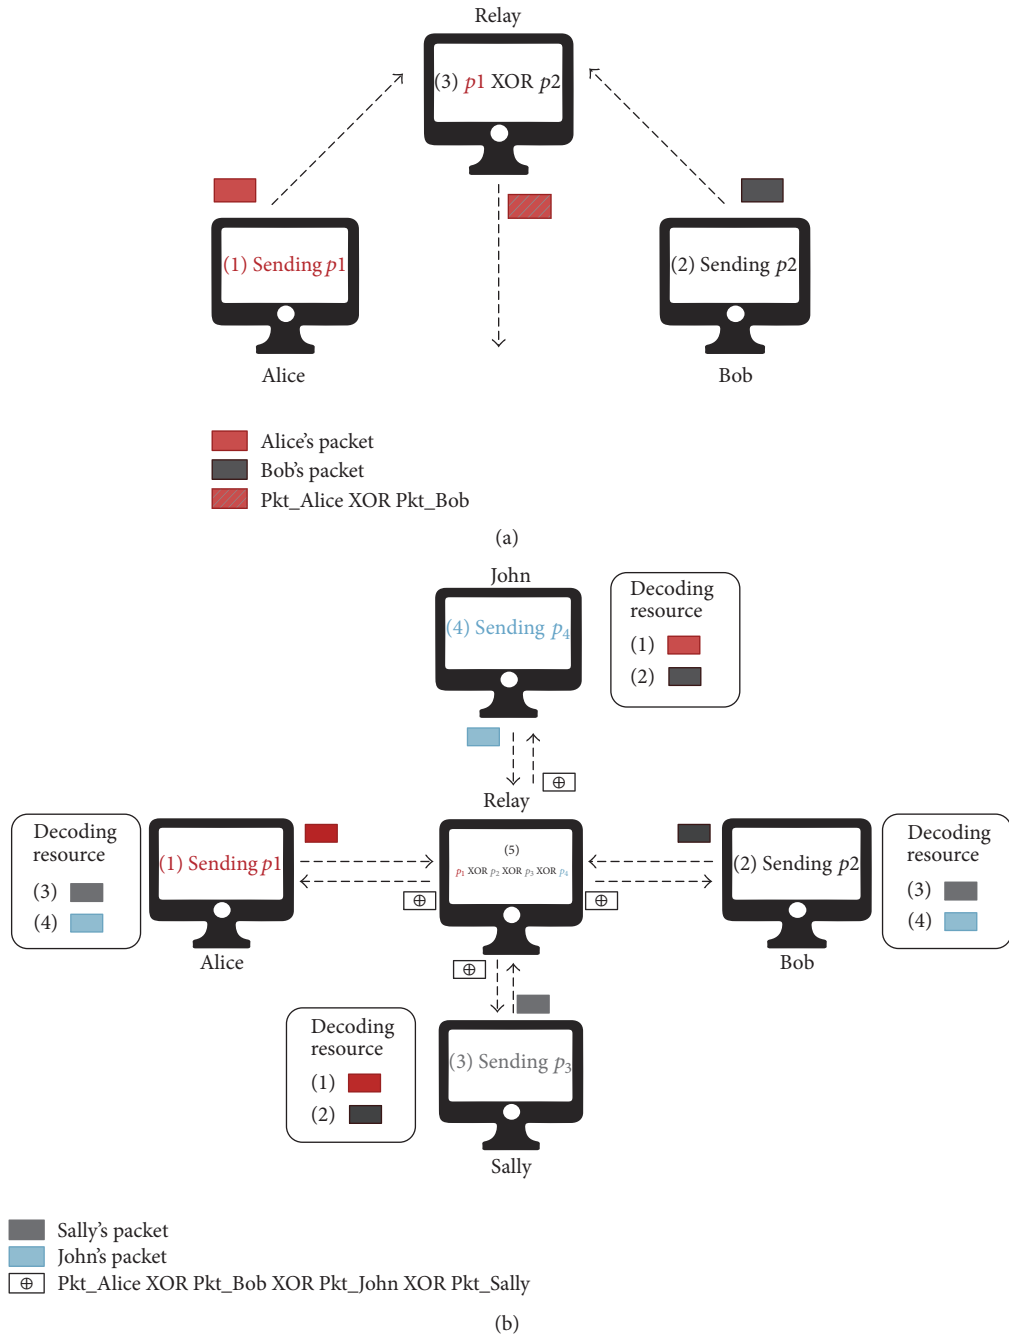 Relay
(3) p1 XOR p2
(1) Sending p1
(2) Sending p2
Alice
Bob
Alice's packet
Bob's packet
Pkt_Alice XOR Pkt_Bob
(a)
John
(4) Sending p4
Decoding
resource
(1)
(2)
⊕
Relay
Decoding
resource
(3)
(4)
(1) Sending p1
Alice
(5)
p1 XOR p2 XOR p3 XOR p4
⊕
⊕
(2) Sending p2
Bob
Decoding
resource
(3)
(4)
⊕
Decoding
resource
(1)
(2)
(3) Sending p3
Sally
Sally's packet
John's packet
⊕ Pkt_Alice XOR Pkt_Bob XOR Pkt_John XOR Pkt_Sally
(b)